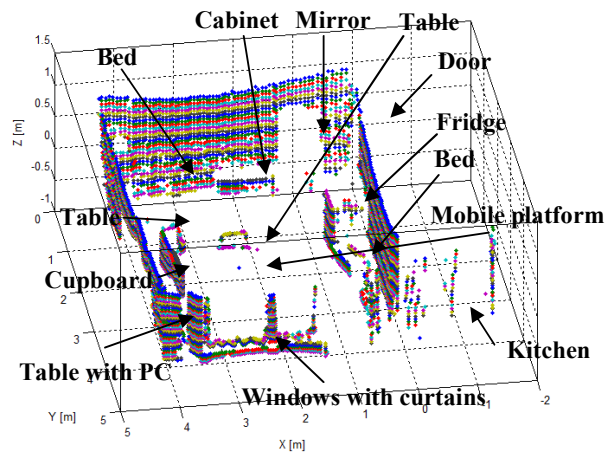 Cabinet Mirror Table
Bed
Door
Fridge
Bed
Table
Mobile platform
Cupboard
Table with PC
Windows with curtains
Kitchen
1.5
1
0.5
0
-0.5
-1
Z [m]
0
1
2
3
4
5
Y [m]
5
4
3
2
1
0
-1
-2
X [m]